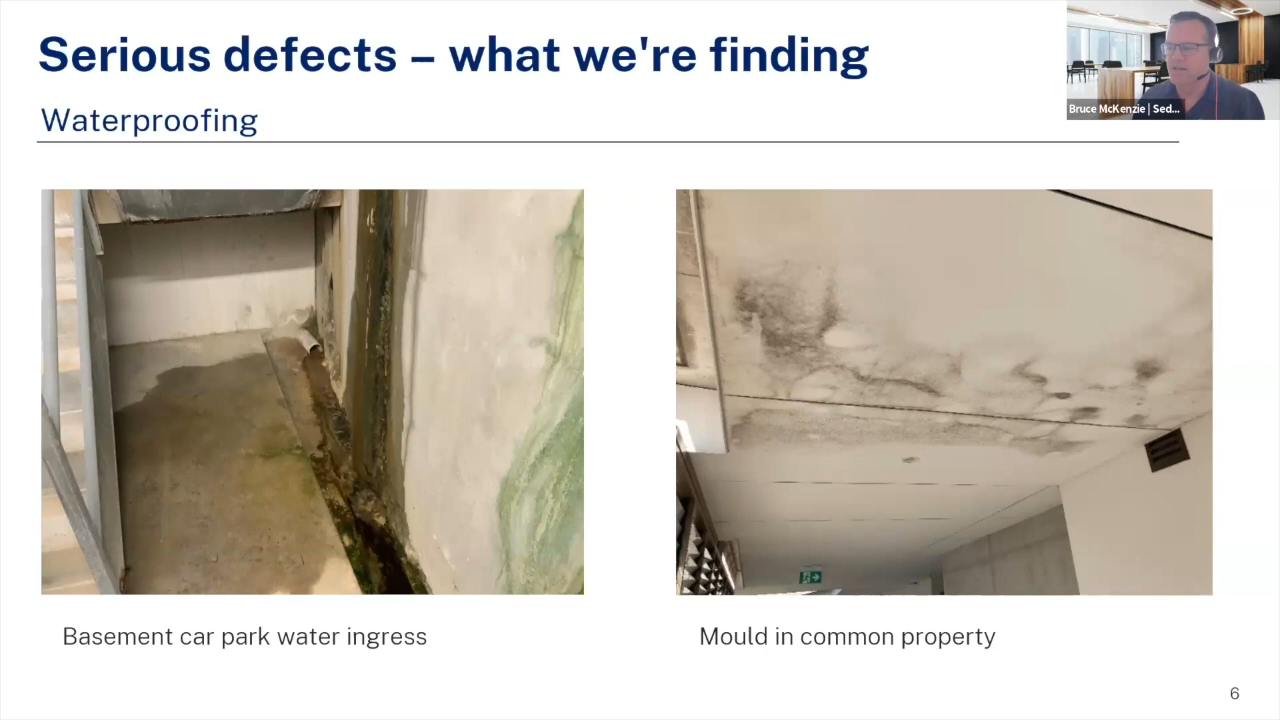 Serious defects – what we're finding
Waterproofing
Bruce McKenzie | Sed...
Basement car park water ingress
Mould in common property
6